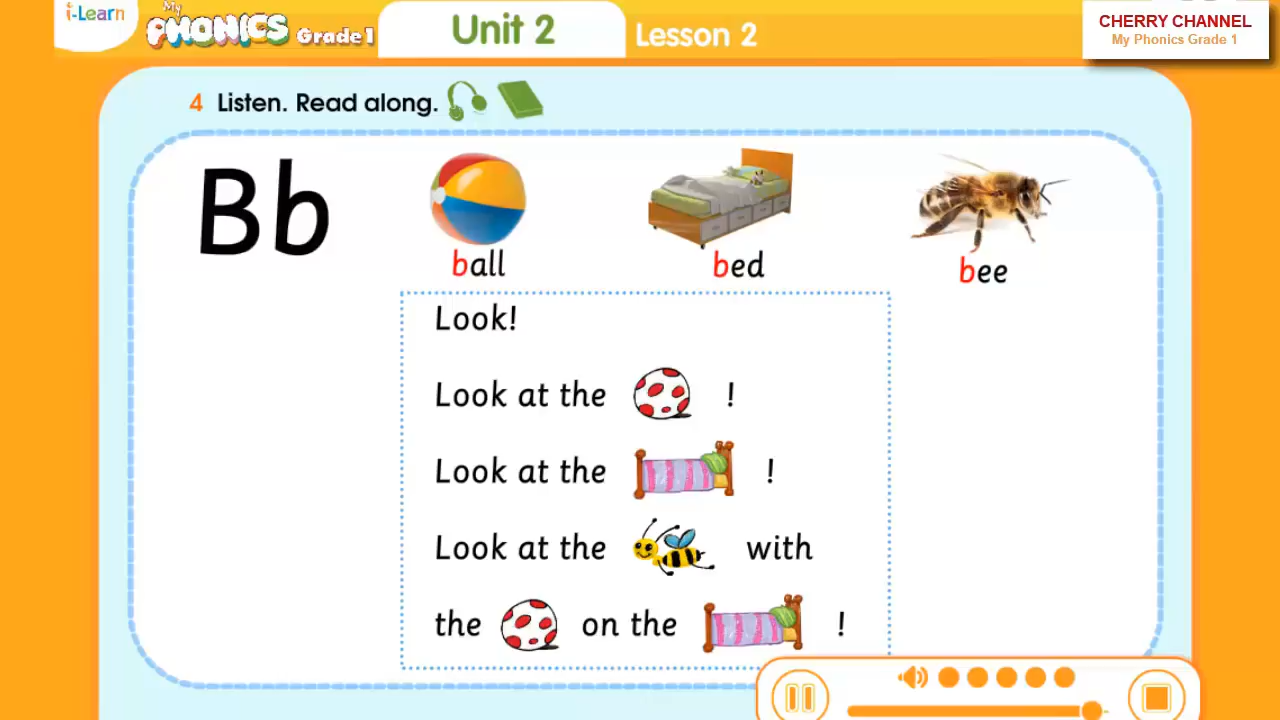 i-Learn
My
PHONICS Grade 1
Unit 2
Lesson 2
CHERRY CHANNEL
My Phonics Grade 1
4 Listen. Read along.
Bb
ball
bed
bee
Look!
Look at the !
Look at the !
Look at the with
the on the !